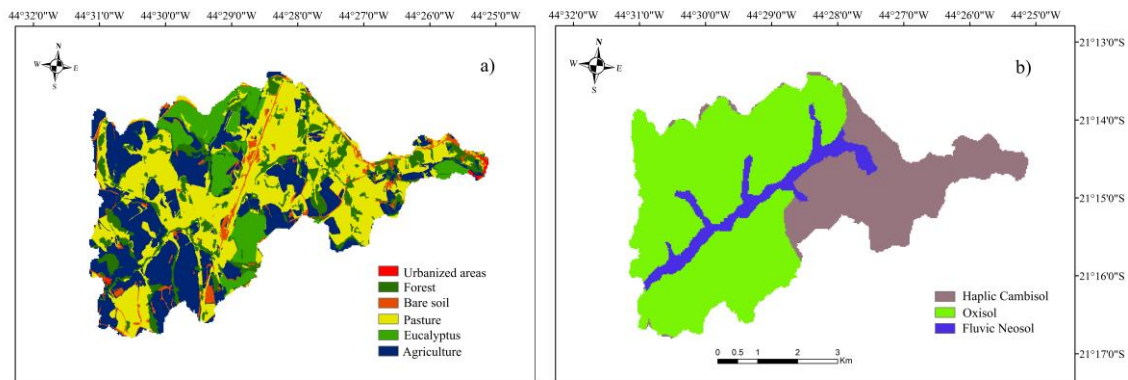 44°32'0"W 44°31'0"W 44°30'0"W 44°29'0"W 44°28'0"W 44°27'0"W 44°26'0"W 44°25'0"W
44°32'0"W 44°31'0"W 44°30'0"W 44°29'0"W 44°28'0"W 44°27'0"W 44°26'0"W 44°25'0"W
N
W E
S
a)
Urbanized areas
Forest
Bare soil
Pasture
Eucalyptus
Agriculture
N
W E
S
b)
21°13'0"S
21°14'0"S
21°15'0"S
21°16'0"S
21°17'0"S
Haplic Cambisol
Oxisol
Fluvic Neosol
0 0.5 1 2 3
Km